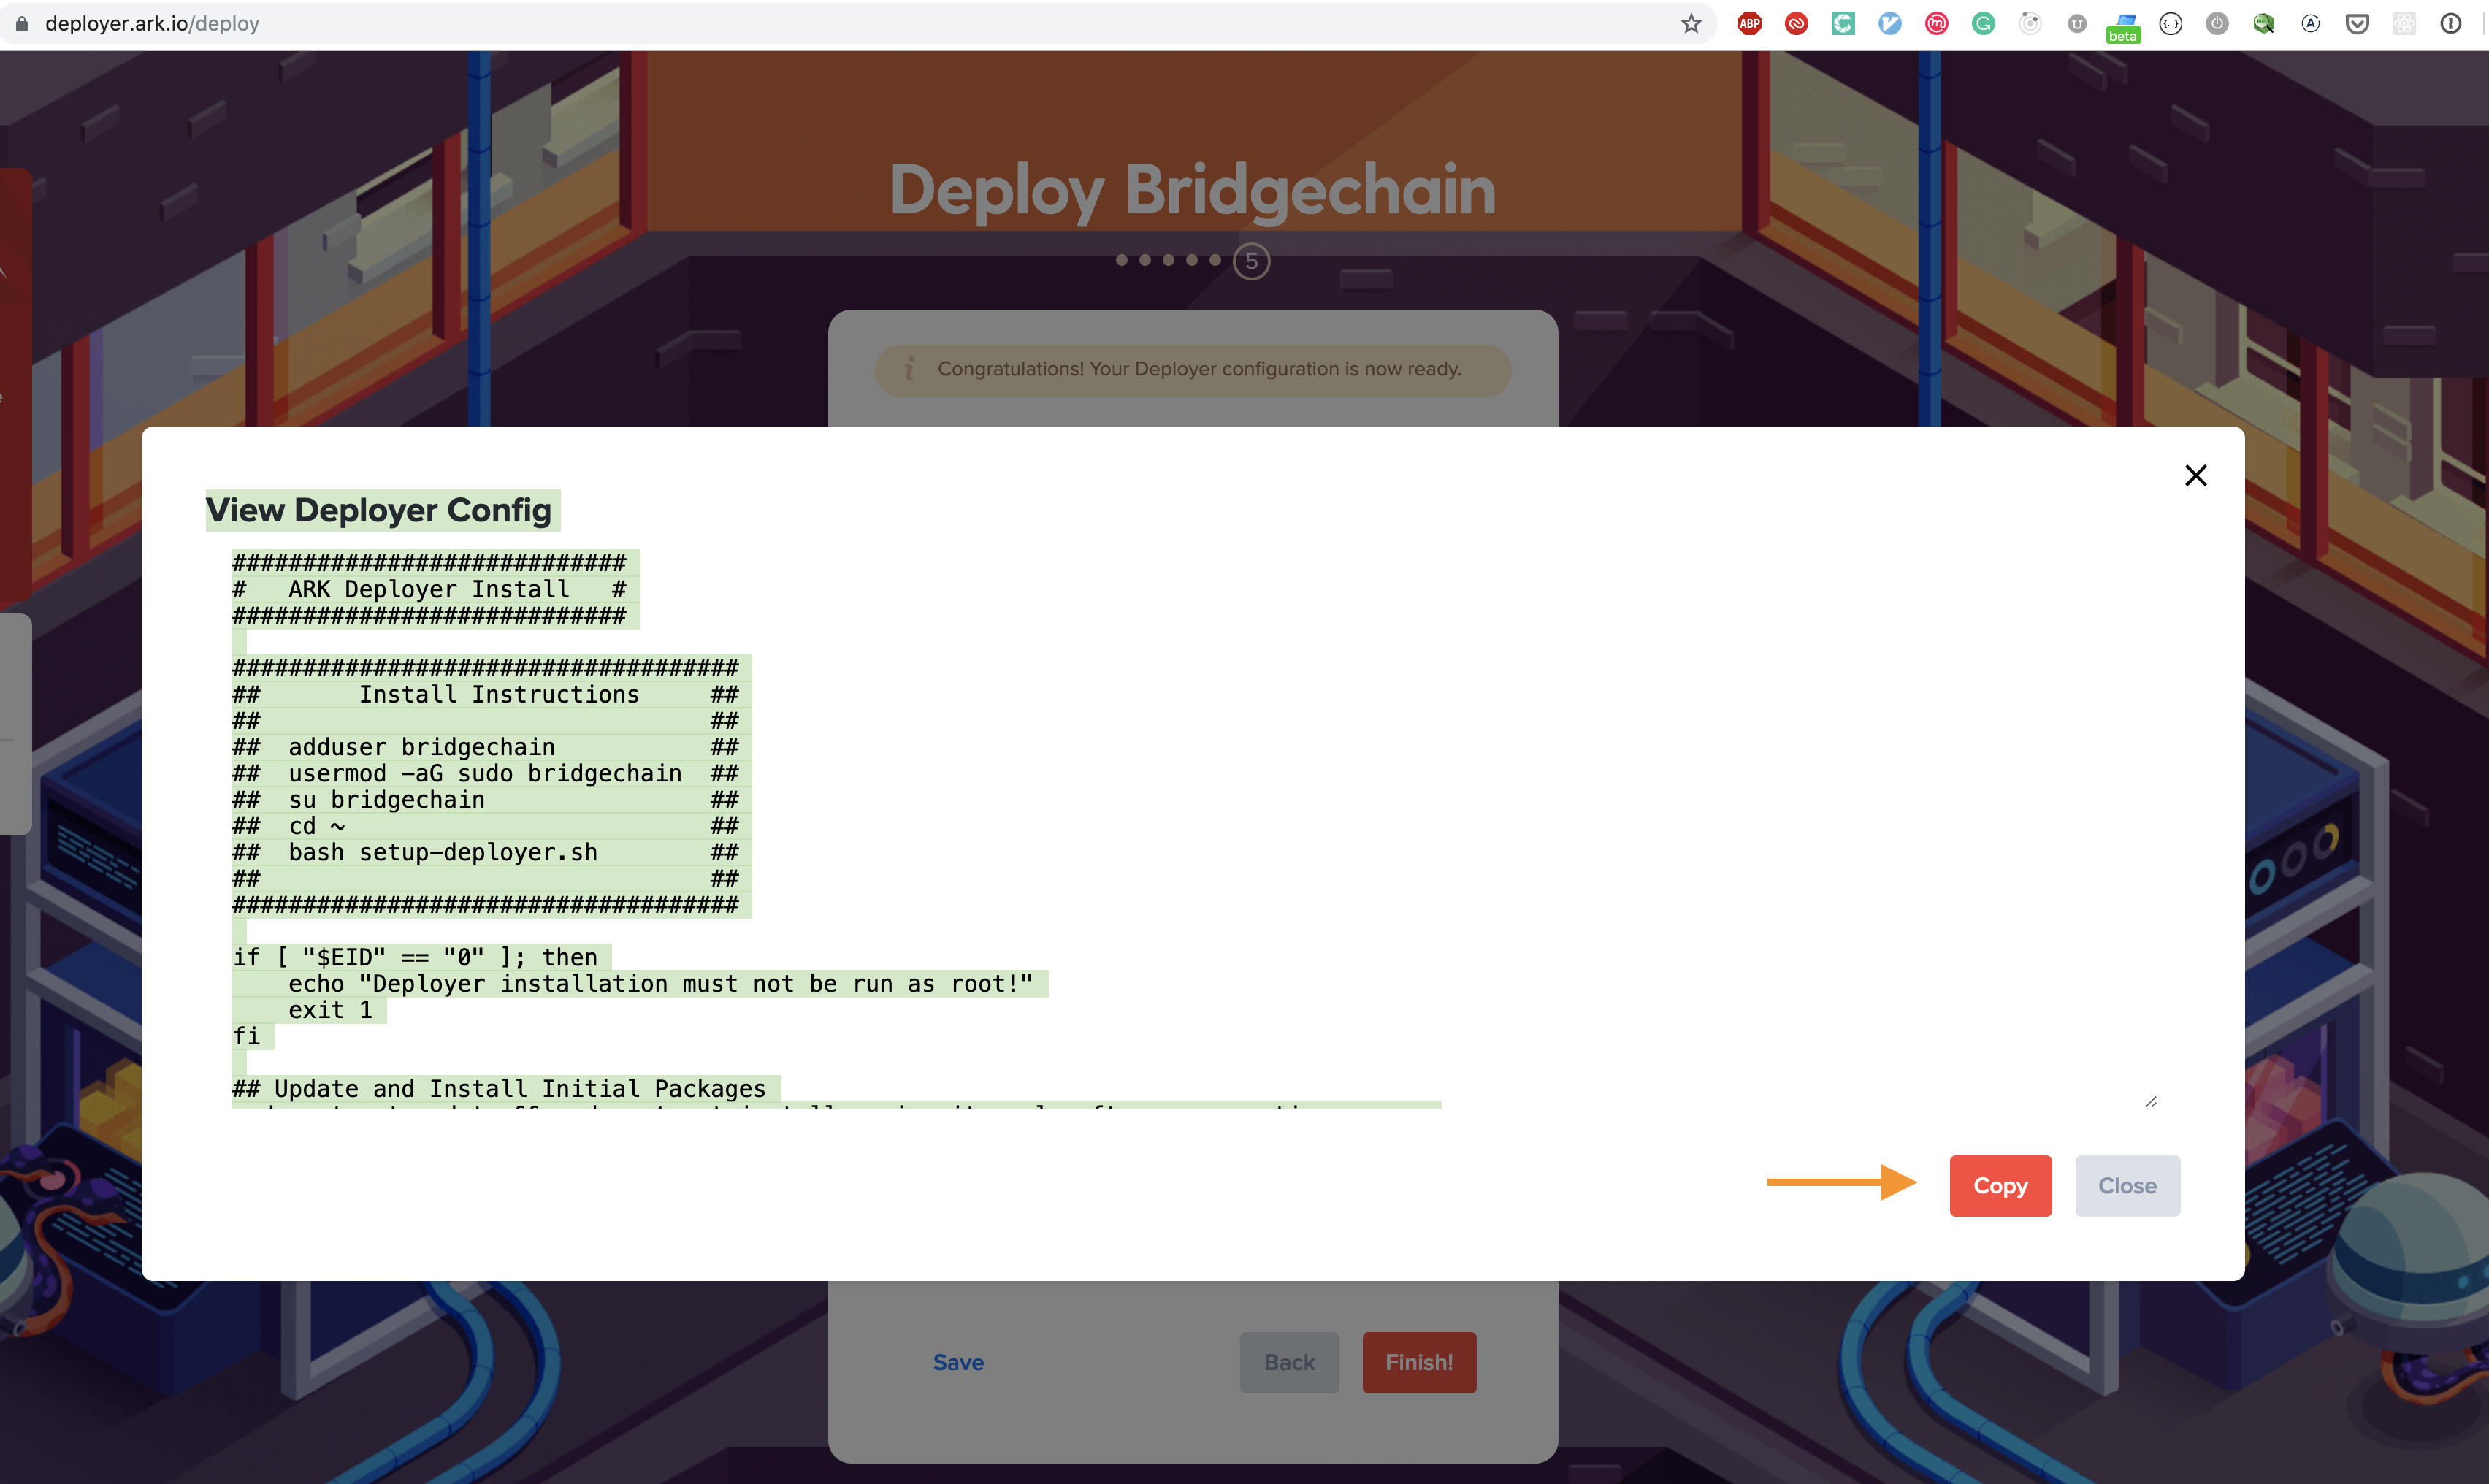 deployer.ark.io/deploy
ABP
beta
Deploy Bridgechain
5
Congratulations! Your Deployer configuration is now ready.
View Deployer Config
############################
#   ARK Deployer Install   #
############################
####################################
##       Install Instructions     ##
##                                ##
##  adduser bridgechain           ##
##  usermod -aG sudo bridgechain  ##
##  su bridgechain                ##
##  cd ~                          ##
##  bash setup-deployer.sh        ##
##                                ##
####################################
if [ "$EID" == "0" ]; then
    echo "Deployer installation must not be run as root!"
    exit 1
fi
## Update and Install Initial Packages
Copy
Close
Save
Back
Finish!